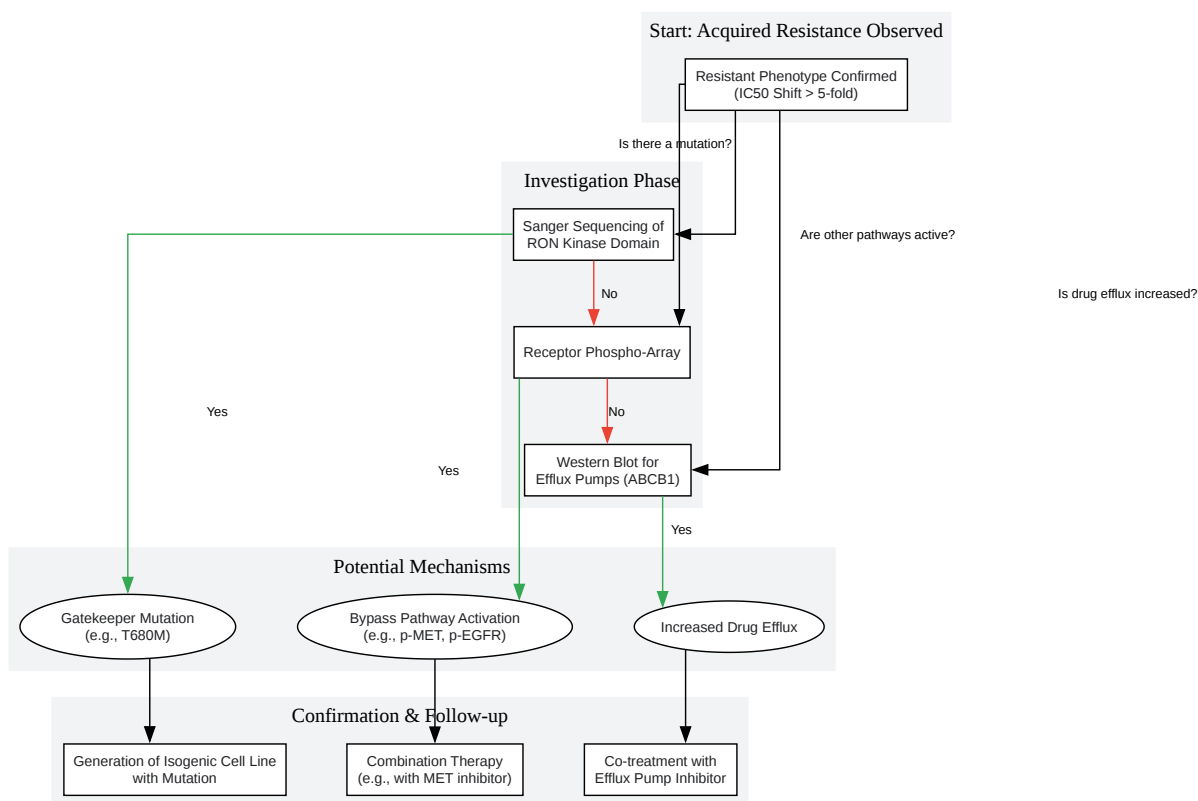 Start: Acquired Resistance Observed
Resistant Phenotype Confirmed
(IC50 Shift > 5-fold)
Is there a mutation?
Investigation Phase
Sanger Sequencing of
RON Kinase Domain
Are other pathways active?
No
Is drug efflux increased?
Receptor Phospho-Array
Yes
No
Yes
Western Blot for
Efflux Pumps (ABCB1)
Yes
Potential Mechanisms
Gatekeeper Mutation
(e.g., T680M)
Bypass Pathway Activation
(e.g., p-MET, p-EGFR)
Increased Drug Efflux
Confirmation & Follow-up
Generation of Isogenic Cell Line
with Mutation
Combination Therapy
(e.g., with MET inhibitor)
Co-treatment with
Efflux Pump Inhibitor